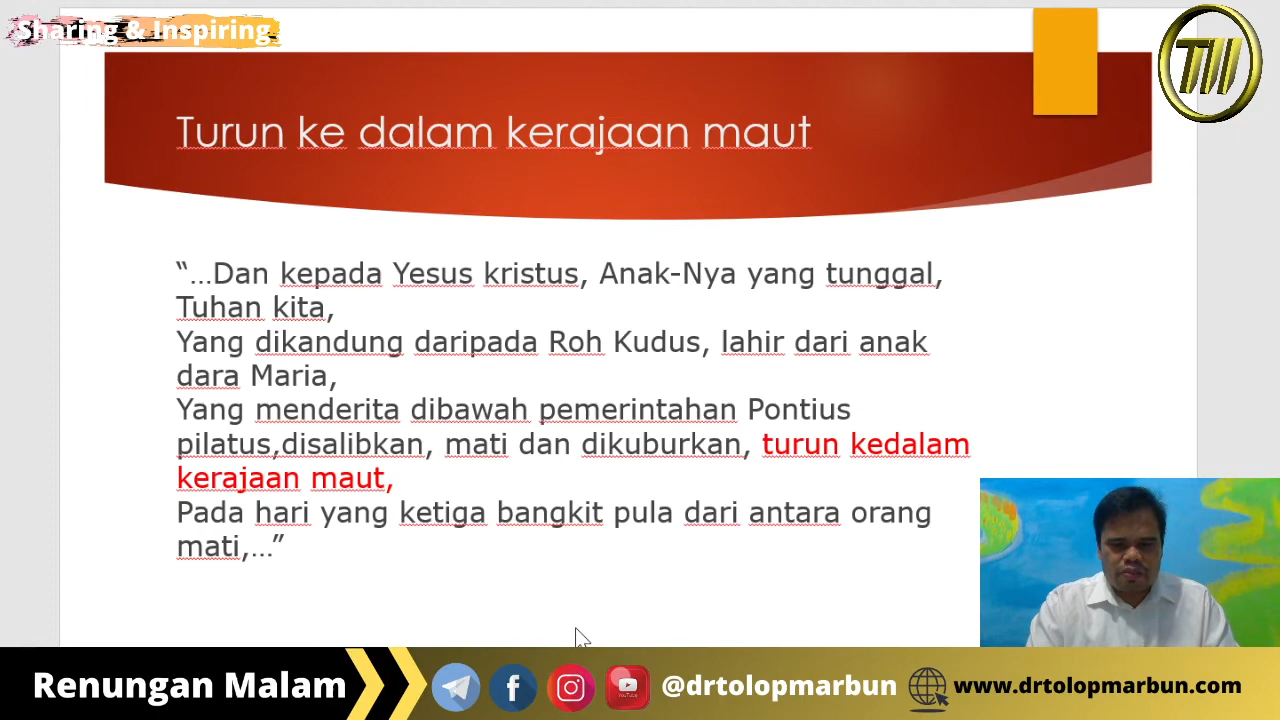 Sharing & Inspiring
TM
Turun ke dalam kerajaan maut
“…Dan kepada Yesus kristus, Anak-Nya yang tunggal,
Tuhan kita,
Yang dikandung daripada Roh Kudus, lahir dari anak
dara Maria,
Yang menderita dibawah pemerintahan Pontius
pilatus,disalibkan, mati dan dikuburkan, turun kedalam
kerajaan maut,
Pada hari yang ketiga bangkit pula dari antara orang
mati,…”
Renungan Malam
YouTube
@drtolopmarbun
www.drtolopmarbun.com